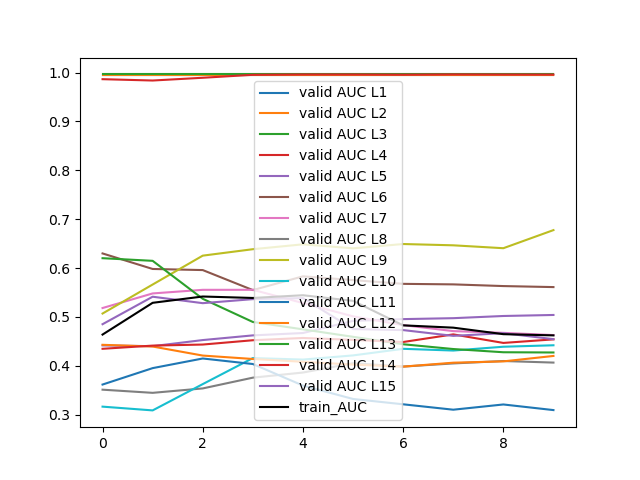 1.0
0.9
0.8
0.7
0.6
0.5
0.4
0.3
valid AUC L1
valid AUC L2
valid AUC L3
valid AUC L4
valid AUC L5
valid AUC L6
valid AUC L7
valid AUC L8
valid AUC L9
valid AUC L10
valid AUC L11
valid AUC L12
valid AUC L13
valid AUC L14
valid AUC L15
train_AUC
0 2 4 6 8